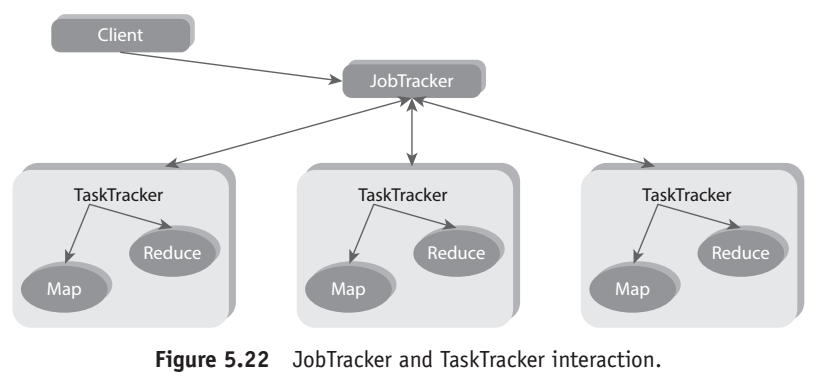 Client
JobTracker
TaskTracker
TaskTracker
TaskTracker
Reduce
Reduce
Reduce
Map
Map
Map
Figure 5.22 JobTracker and TaskTracker interaction.